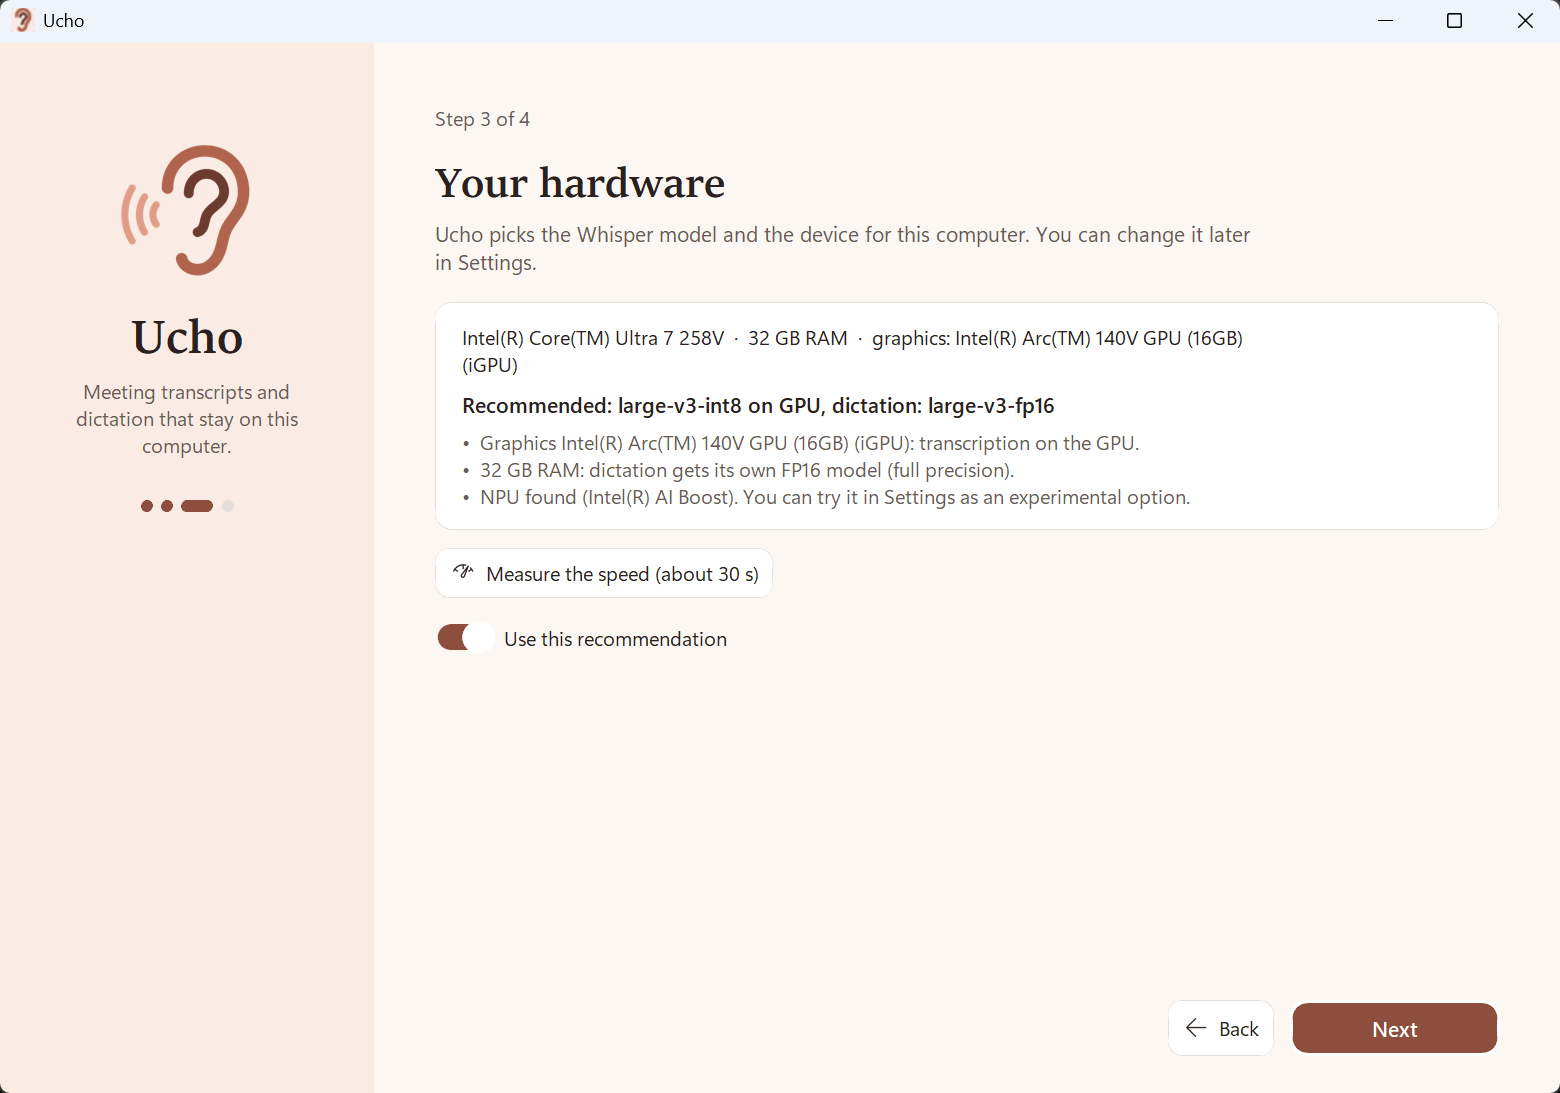 Ucho
Step 3 of 4
Your hardware
Ucho picks the Whisper model and the device for this computer. You can change it later
in Settings.
Intel(R) Core(TM) Ultra 7 258V · 32 GB RAM · graphics: Intel(R) Arc(TM) 140V GPU (16GB)
(iGPU)
Recommended: large-v3-int8 on GPU, dictation: large-v3-fp16
• Graphics Intel(R) Arc(TM) 140V GPU (16GB) (iGPU): transcription on the GPU.
• 32 GB RAM: dictation gets its own FP16 model (full precision).
• NPU found (Intel(R) AI Boost). You can try it in Settings as an experimental option.
Measure the speed (about 30 s)
Use this recommendation
Ucho
Meeting transcripts and
dictation that stay on this
computer.
Back
Next